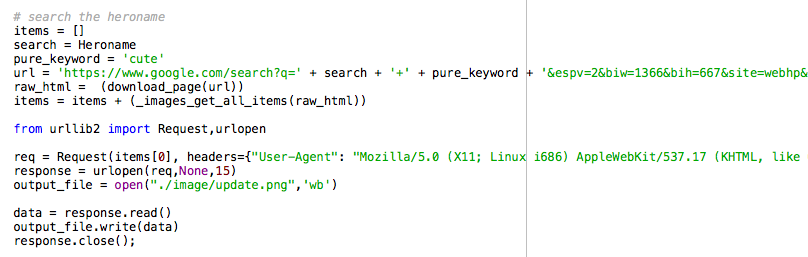 # search the heroname
items = []
search = Heroname
pure_keyword = 'cute'
url = 'https://www.google.com/search?q=' + search + '+' + pure_keyword + '&espv=2&biw=1366&bih=667&site=webhp&
raw_html =  (download_page(url))
items = items + (_images_get_all_items(raw_html))
from urllib2 import Request,urlopen
req = Request(items[0], headers={"User-Agent": "Mozilla/5.0 (X11; Linux i686) AppleWebKit/537.17 (KHTML, like
response = urlopen(req,None,15)
output_file = open("./image/update.png",'wb')
data = response.read()
output_file.write(data)
response.close();